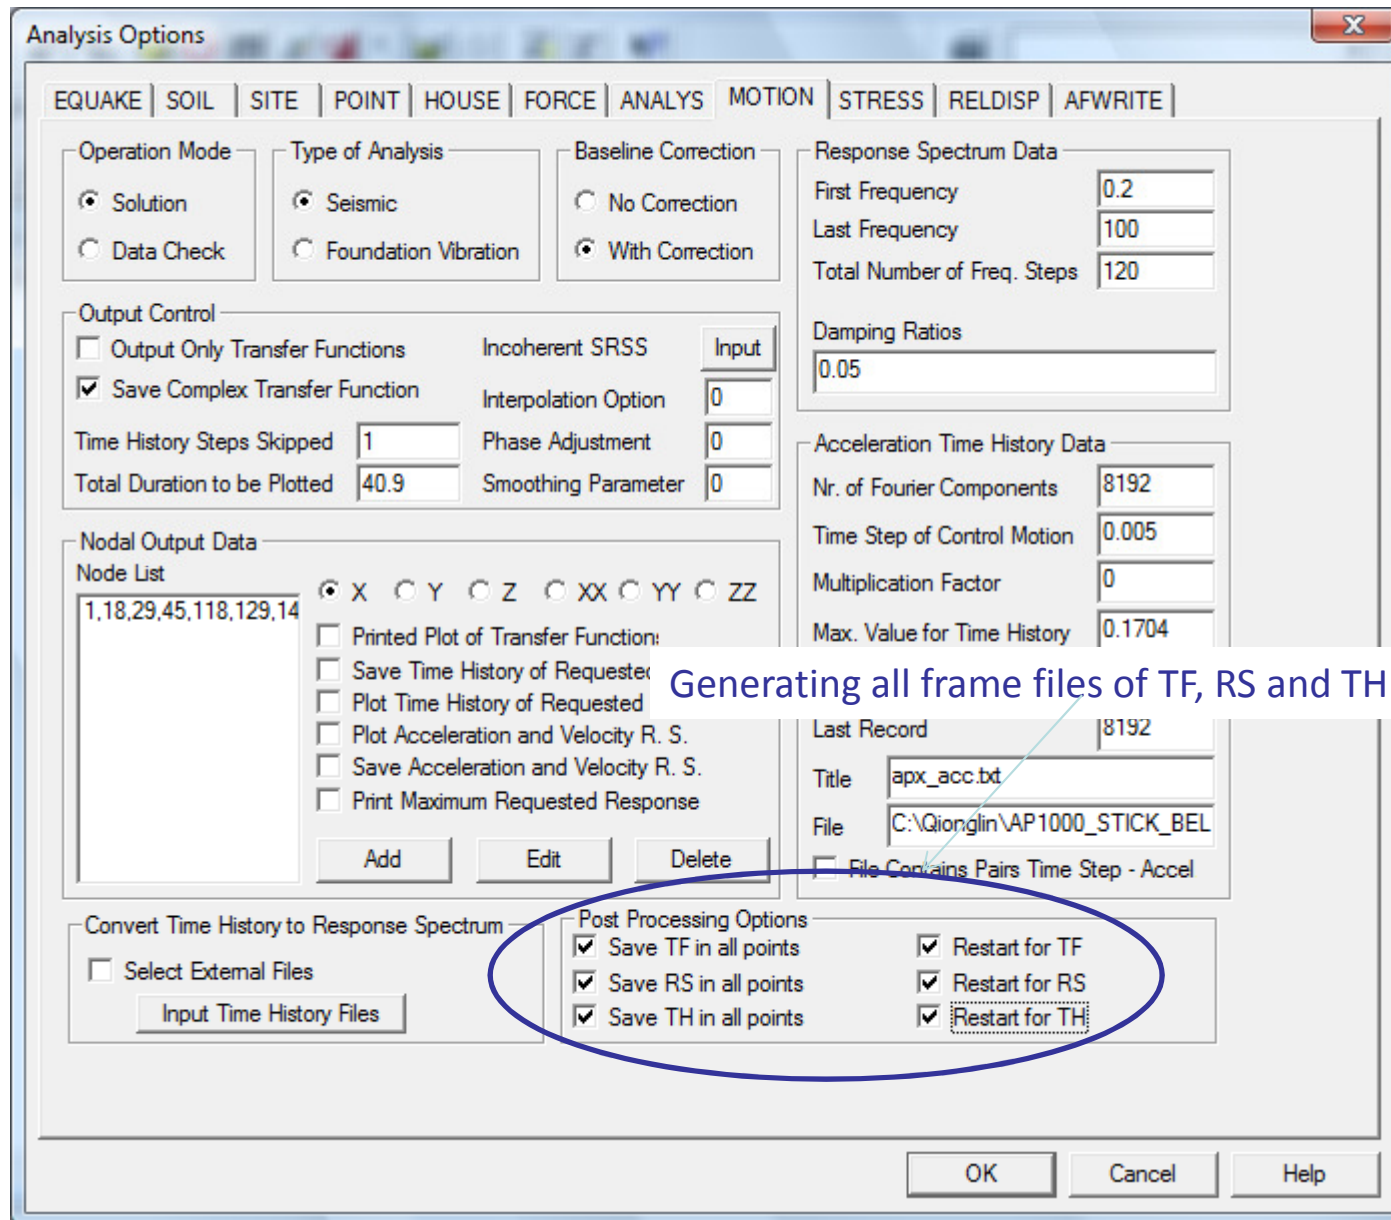 Analysis Options
EQUAKE SOIL SITE POINT HOUSE FORCE ANALYS MOTION STRESS RELDISP AFWRITE
Operation Mode
Solution
Data Check
Type of Analysis
Seismic
Foundation Vibration
Baseline Correction
No Correction
With Correction
Response Spectrum Data
First Frequency 0.2
Last Frequency 100
Total Number of Freq. Steps 120
Damping Ratios
0.05
Output Control
Output Only Transfer Functions
Save Complex Transfer Function
Time History Steps Skipped 1
Total Duration to be Plotted 40.9
Incoherent SRSS Input
Interpolation Option 0
Phase Adjustment 0
Smoothing Parameter 0
Acceleration Time History Data
Nr. of Fourier Components 8192
Time Step of Control Motion 0.005
Multiplication Factor 0
Max. Value for Time History 0.1704
Generating all frame files of TF, RS and TH
Last Record 8192
Title apx_acc.txt
File C:\Qionglin\AP1000_STICK_BEL
File Contains Pairs Time Step - Accel
Nodal Output Data
Node List
1,18,29,45,118,129,14
X Y Z XX YY ZZ
Printed Plot of Transfer Functions
Save Time History of Requested
Plot Time History of Requested
Plot Acceleration and Velocity R. S.
Save Acceleration and Velocity R. S.
Print Maximum Requested Response
Add Edit Delete
Convert Time History to Response Spectrum
Select External Files
Input Time History Files
Post Processing Options
Save TF in all points Restart for TF
Save RS in all points Restart for RS
Save TH in all points Restart for TH
OK Cancel Help